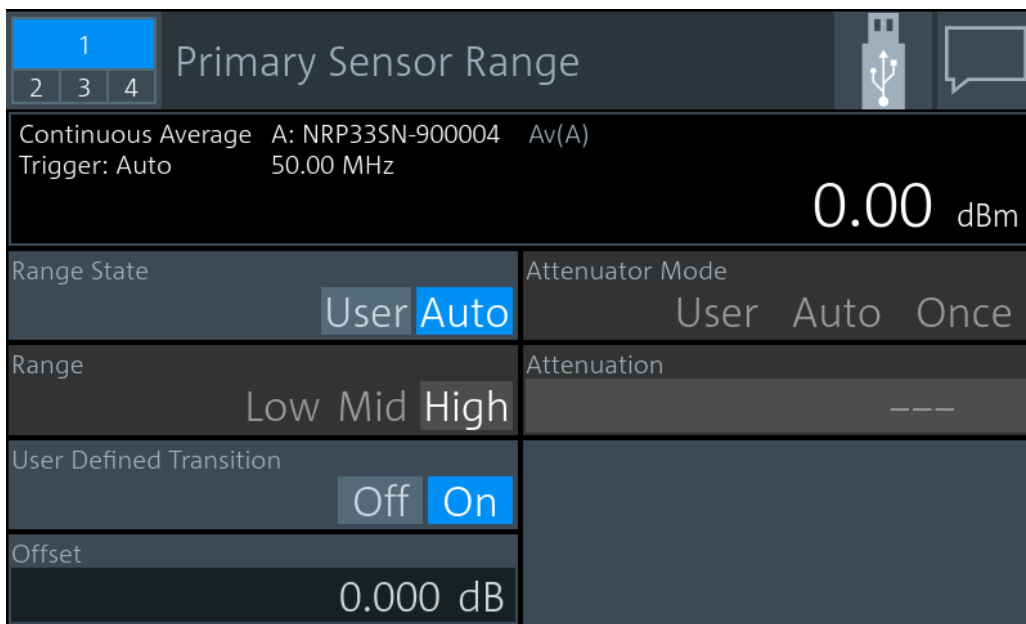 1
2 3 4
Primary Sensor Range
Continuous Average A: NRP33SN-900004 Av(A)
Trigger: Auto 50.00 MHz
0.00 dBm
Range State
User Auto
Attenuator Mode
User Auto Once
Range
Low Mid High
Attenuation
---
User Defined Transition
Off On
Offset
0.000 dB